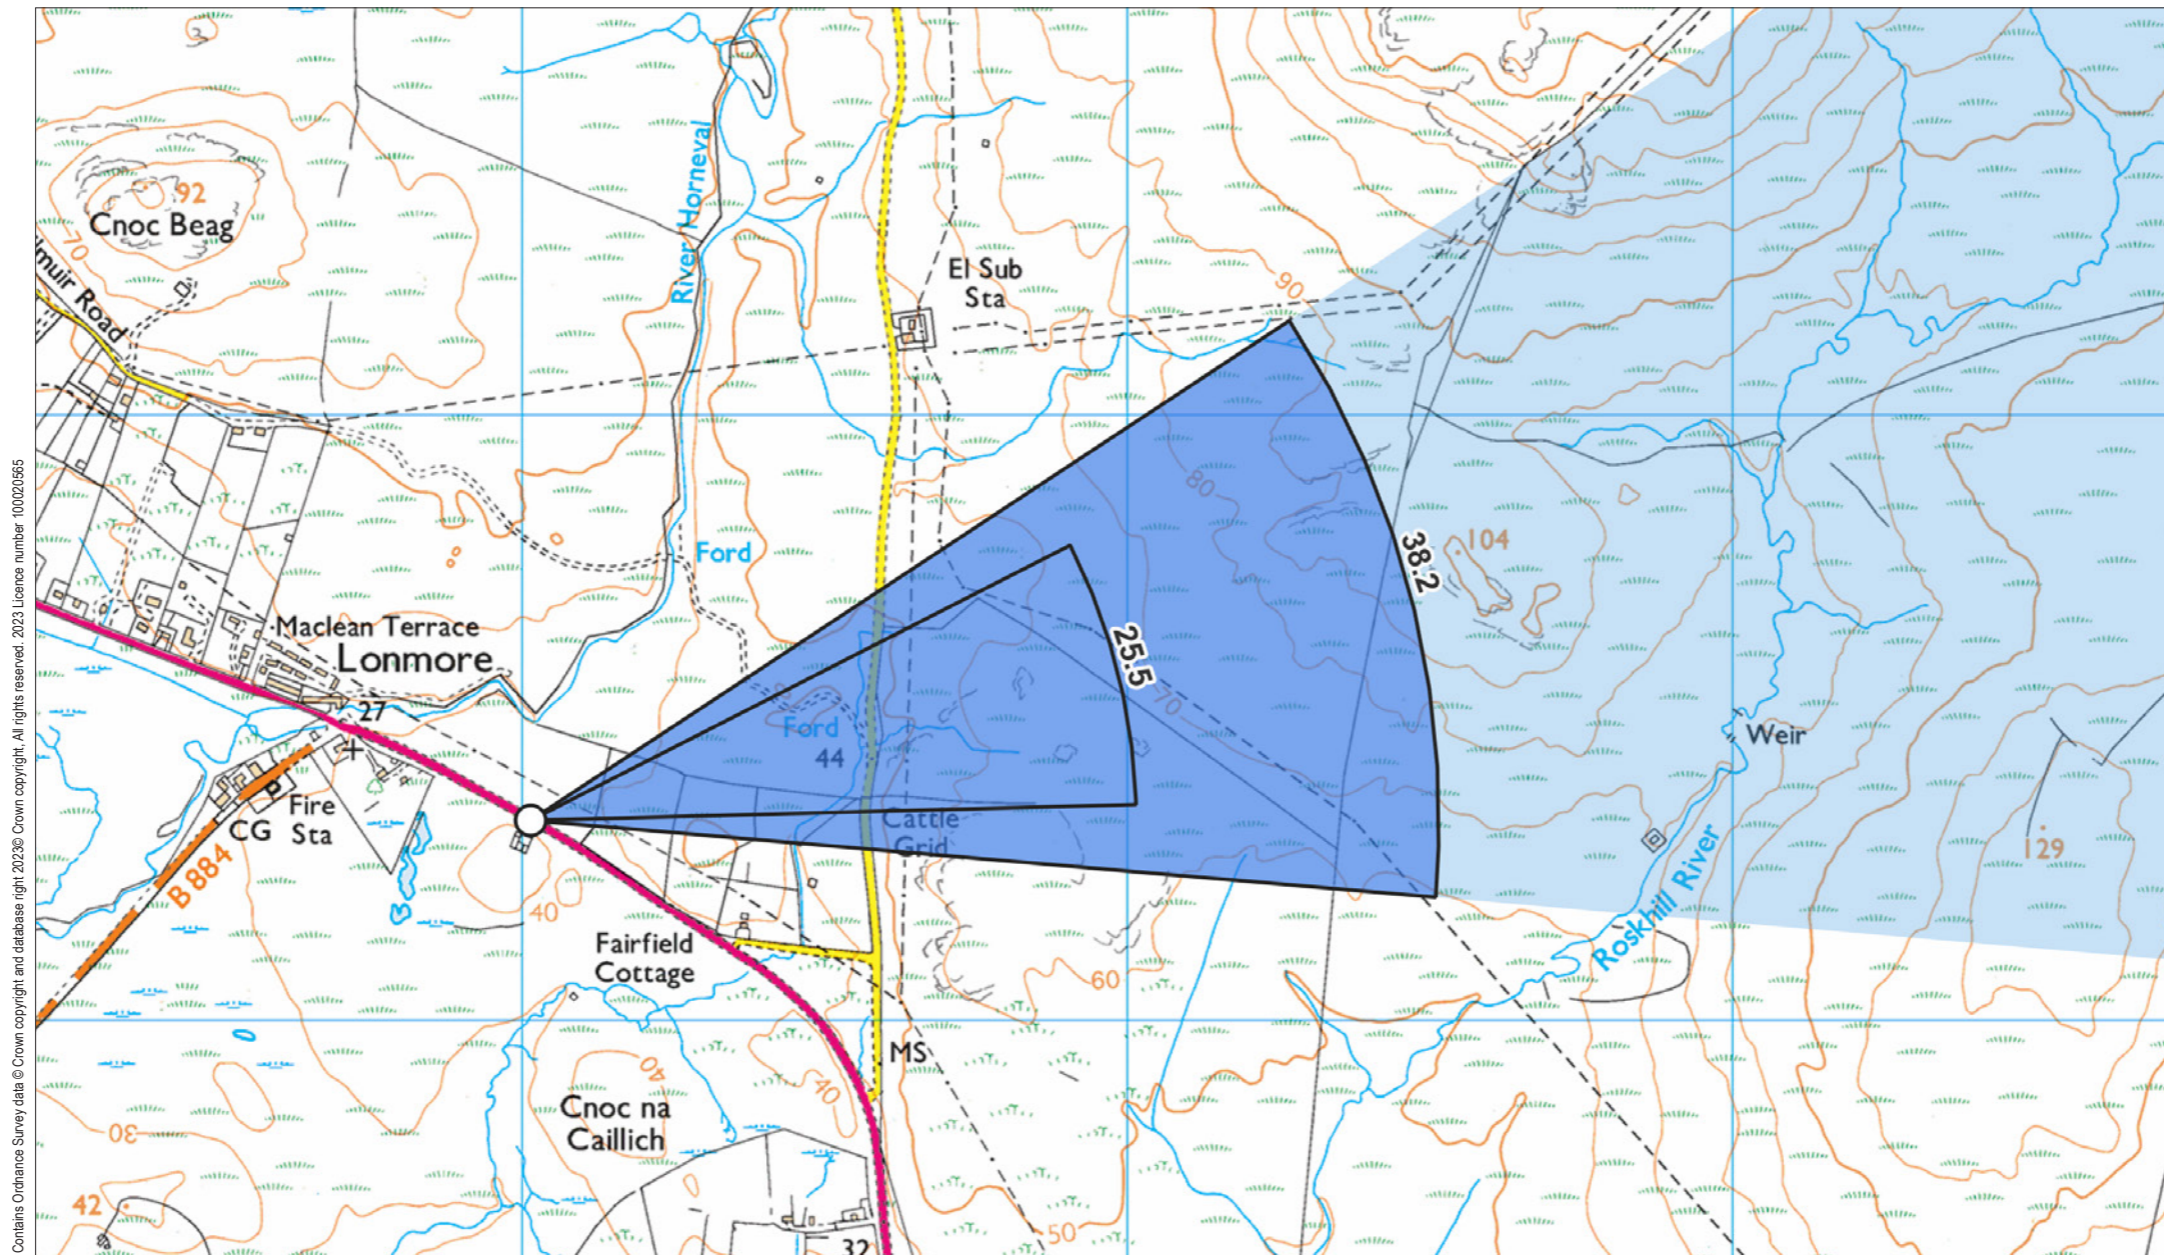 Contains Ordnance Survey data © Crown copyright and database right 2023© Crown copyright, All rights reserved. 2023 Licence number 100020565
92
Cnoc Beag
70
lmuir Road
River Horneval
El Sub
Sta
90
80
104
38.2
Ford
Maclean Terrace
Lonmore
27
25.5
70
Ford
44
Weir
Fire
Sta
CG
P
B 884
Cattle
Grid
129
40
Fairfield
Cottage
60
Roskhill River
MS
40
40
Cnoc na
Caillich
30
42
50
32